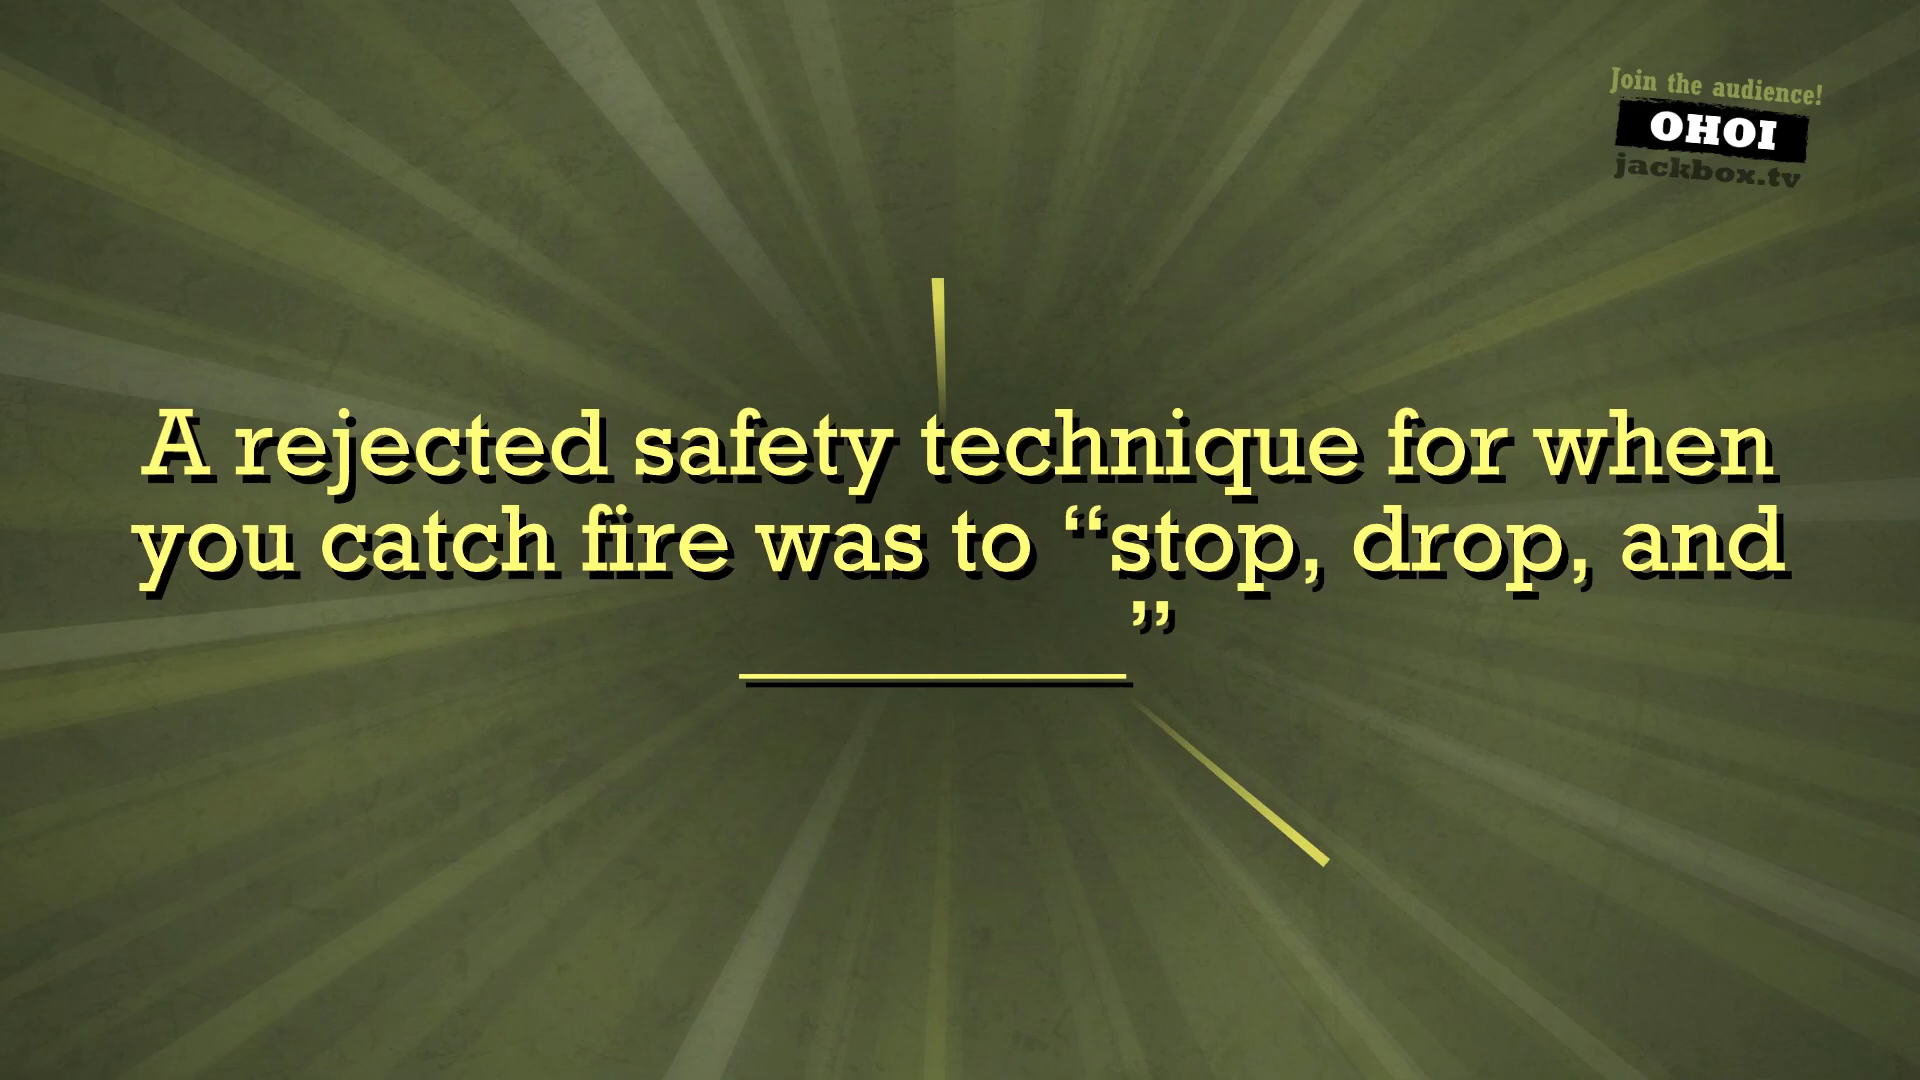 Join the audience!
OHOI
jackbox.tv
A rejected safety technique for when
you catch fire was to “stop, drop, and
________”